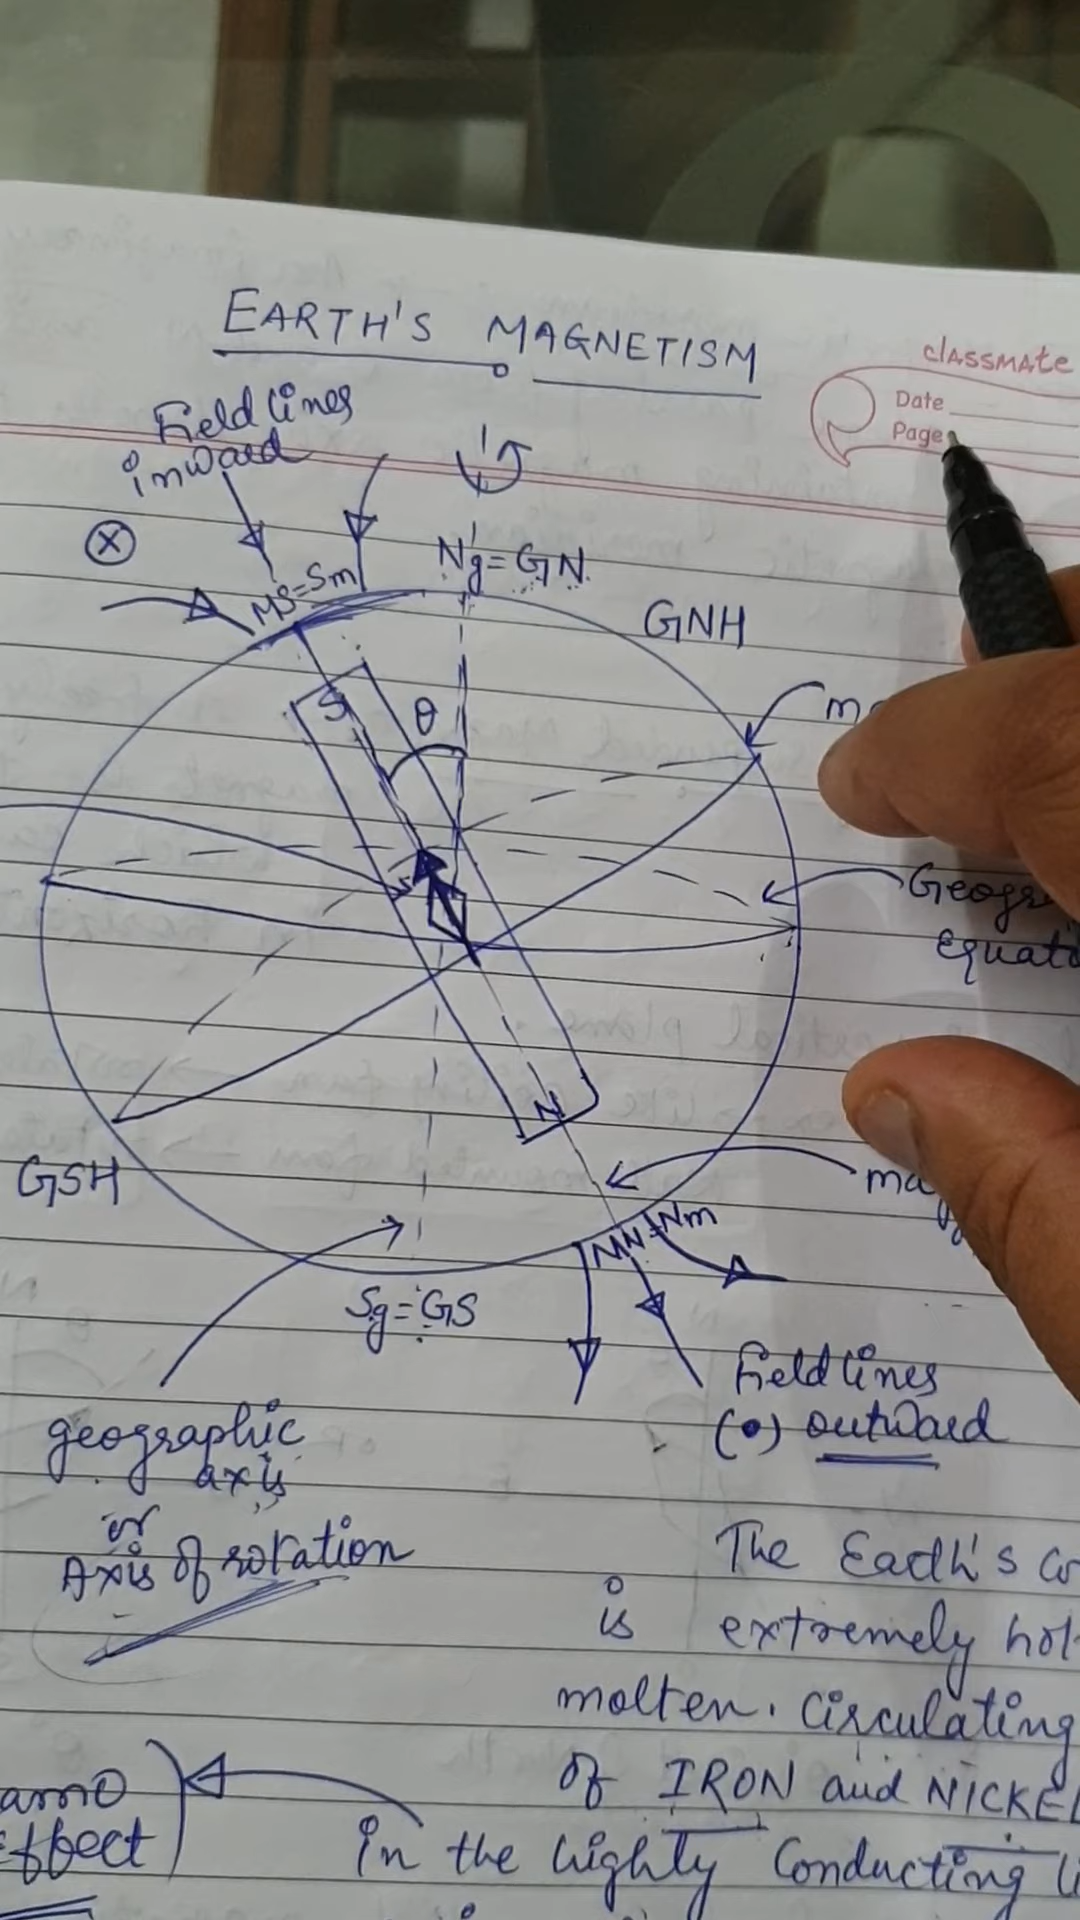 EARTH'S MAGNETISM
classmate
Date
Page
Field lines
inward
Ng=GN
MS=Sm
GNH
S
θ
Equat
N
GSH
MN=Nm
Sg=GS
Field lines
(•) outward
geographic
axis
or
Axis of rotation
The Earth's Co
is extremely hot
molten. Circulating
of IRON and NICKEL
in the highly Conducting li
amo
Effect